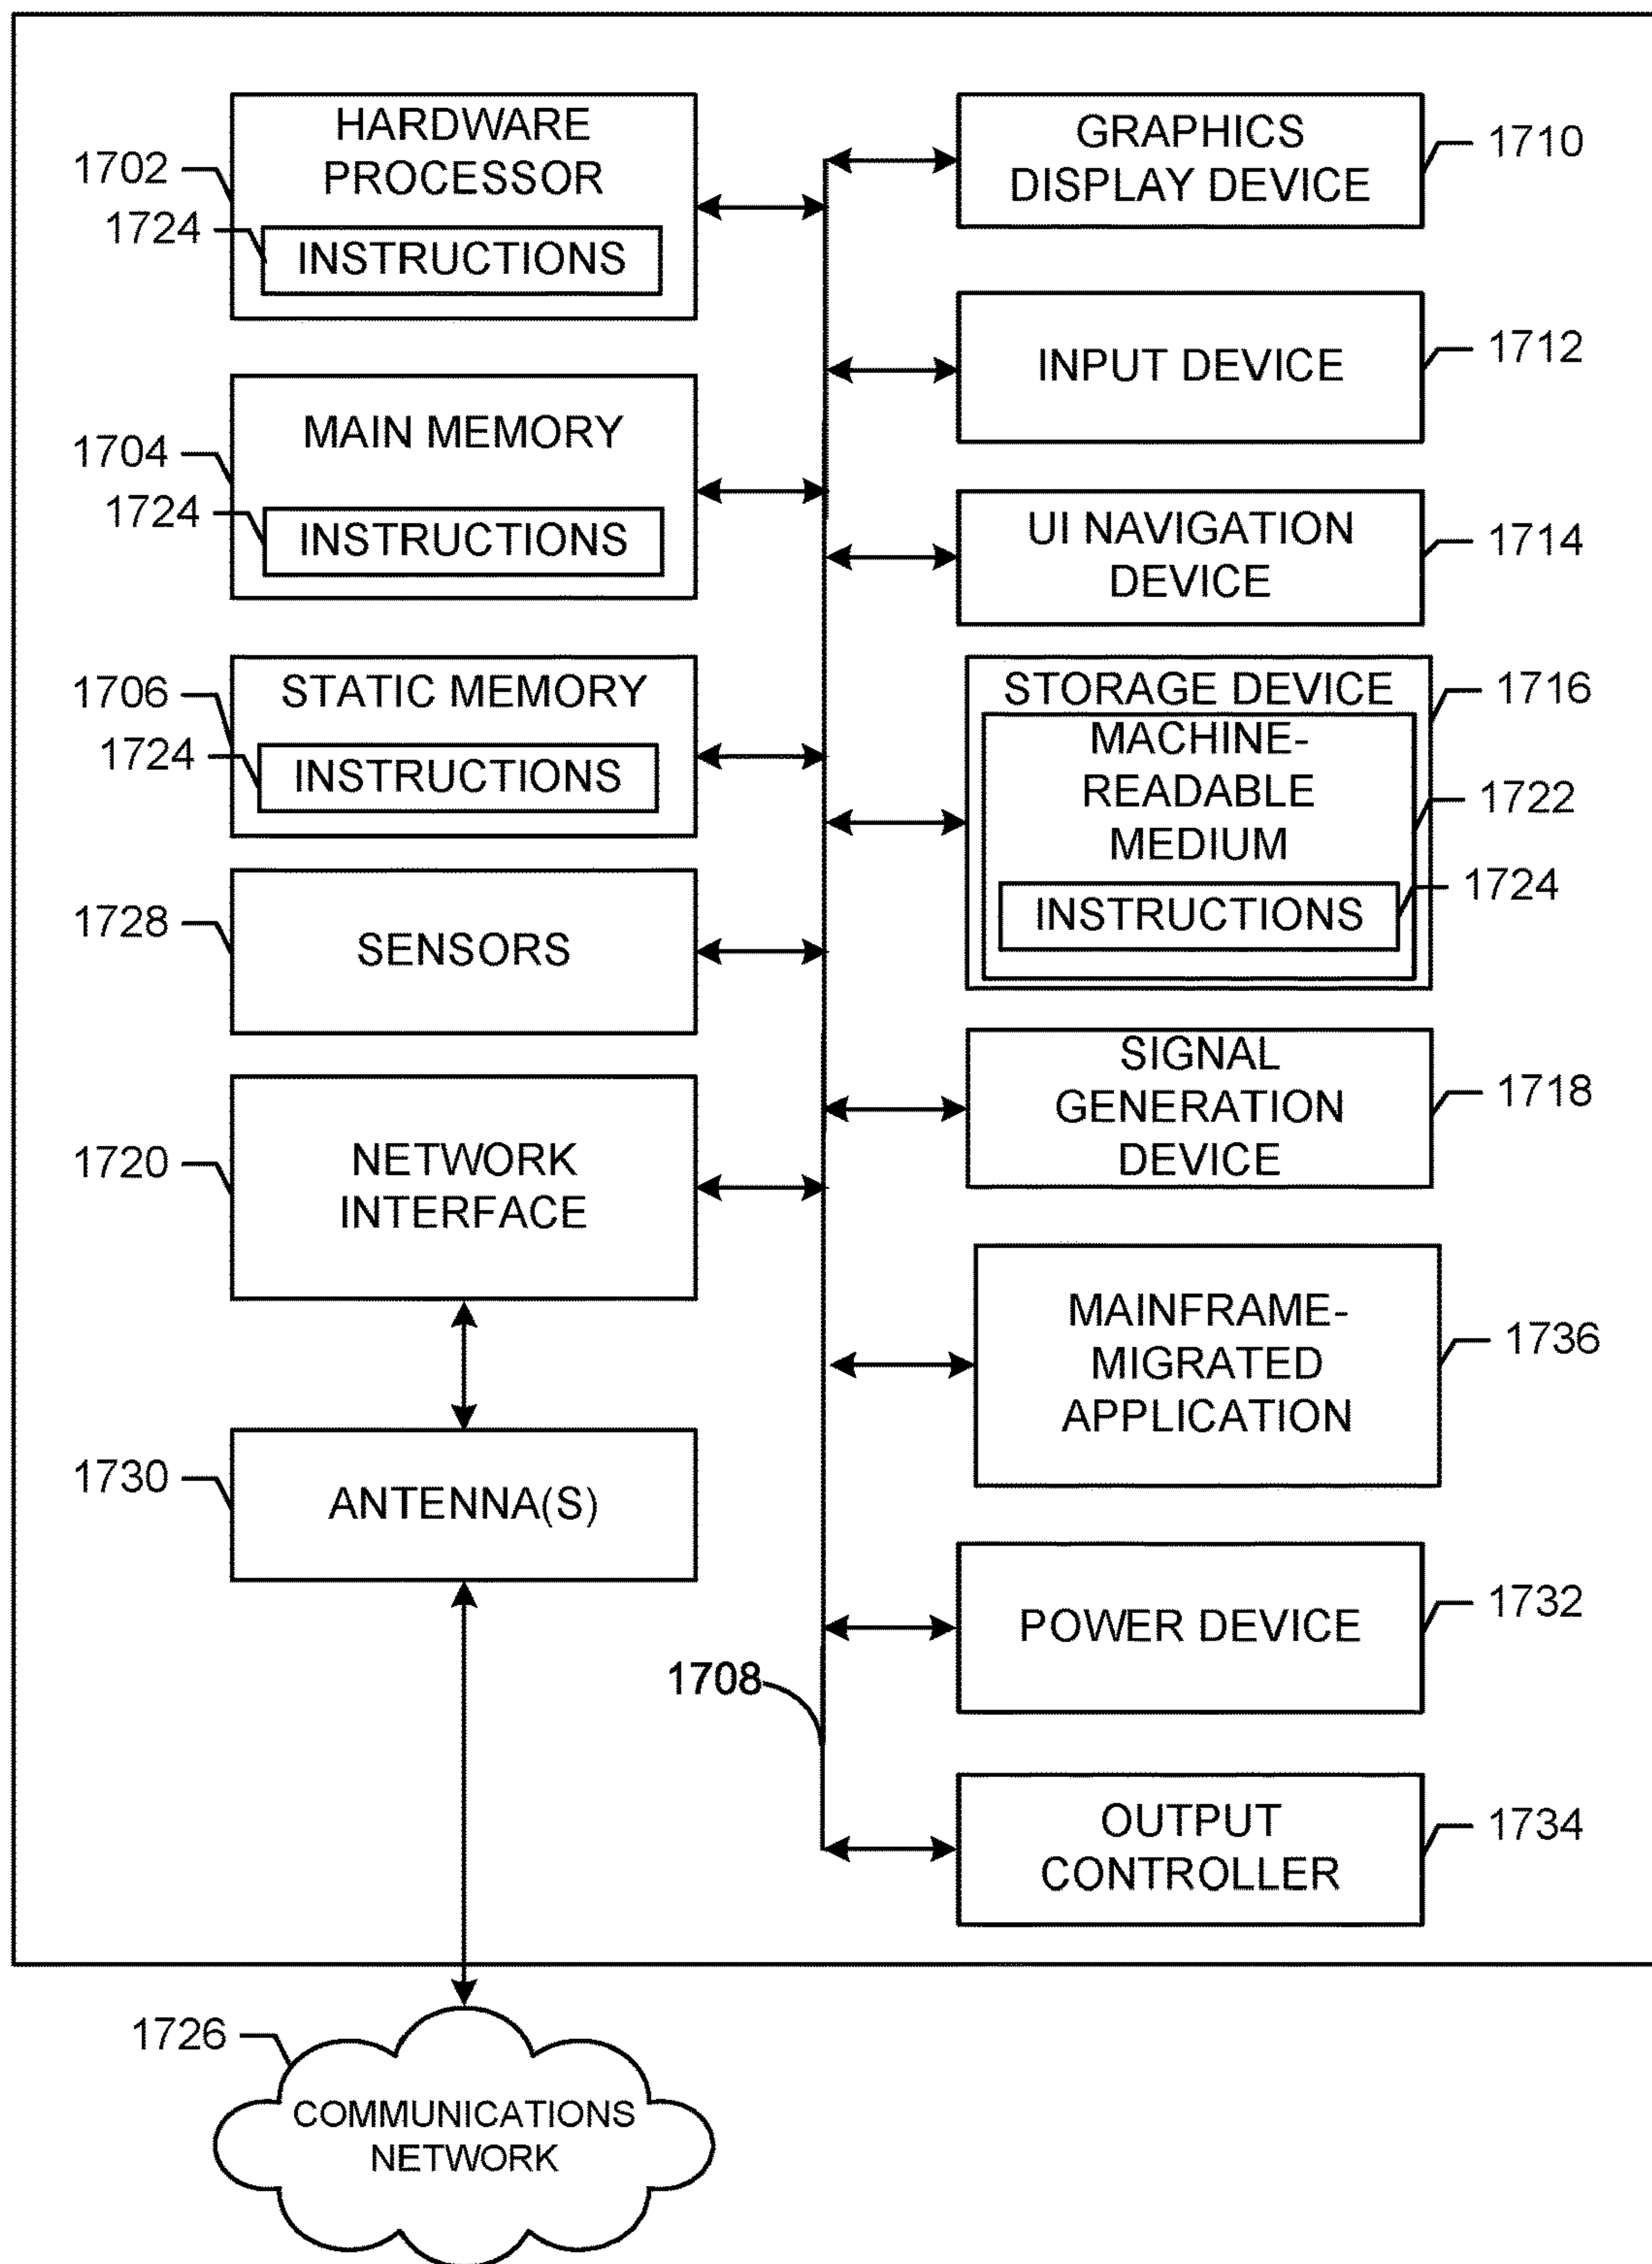 HARDWARE
PROCESSOR
1702
1724
INSTRUCTIONS
MAIN MEMORY
1704
1724
INSTRUCTIONS
STATIC MEMORY
1706
1724
INSTRUCTIONS
1728
SENSORS
1720
NETWORK
INTERFACE
1730
ANTENNA(S)
1708
GRAPHICS
DISPLAY DEVICE
1710
INPUT DEVICE
1712
UI NAVIGATION
DEVICE
1714
STORAGE DEVICE
1716
MACHINE-
READABLE
MEDIUM
1722
1724
INSTRUCTIONS
SIGNAL
GENERATION
DEVICE
1718
MAINFRAME-
MIGRATED
APPLICATION
1736
POWER DEVICE
1732
OUTPUT
CONTROLLER
1734
1726
COMMUNICATIONS
NETWORK